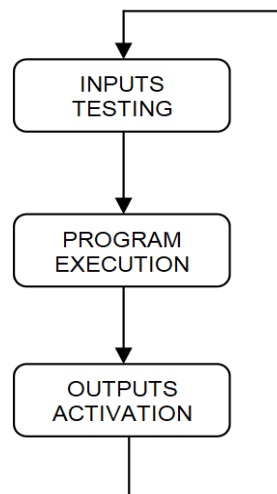 INPUTS
TESTING
PROGRAM
EXECUTION
OUTPUTS
ACTIVATION